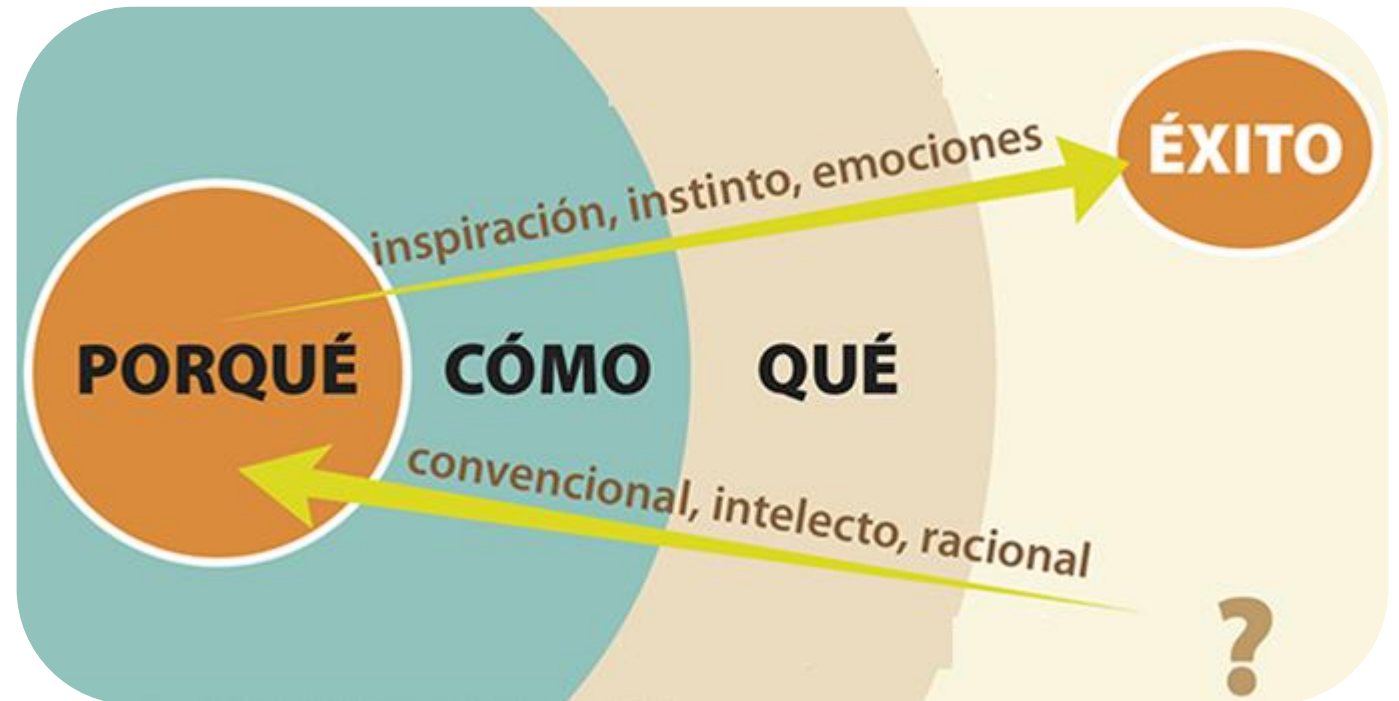 ÉXITO
inspiración, instinto, emociones
PORQUÉ CÓMO QUÉ
convencional, intelecto, racional
?